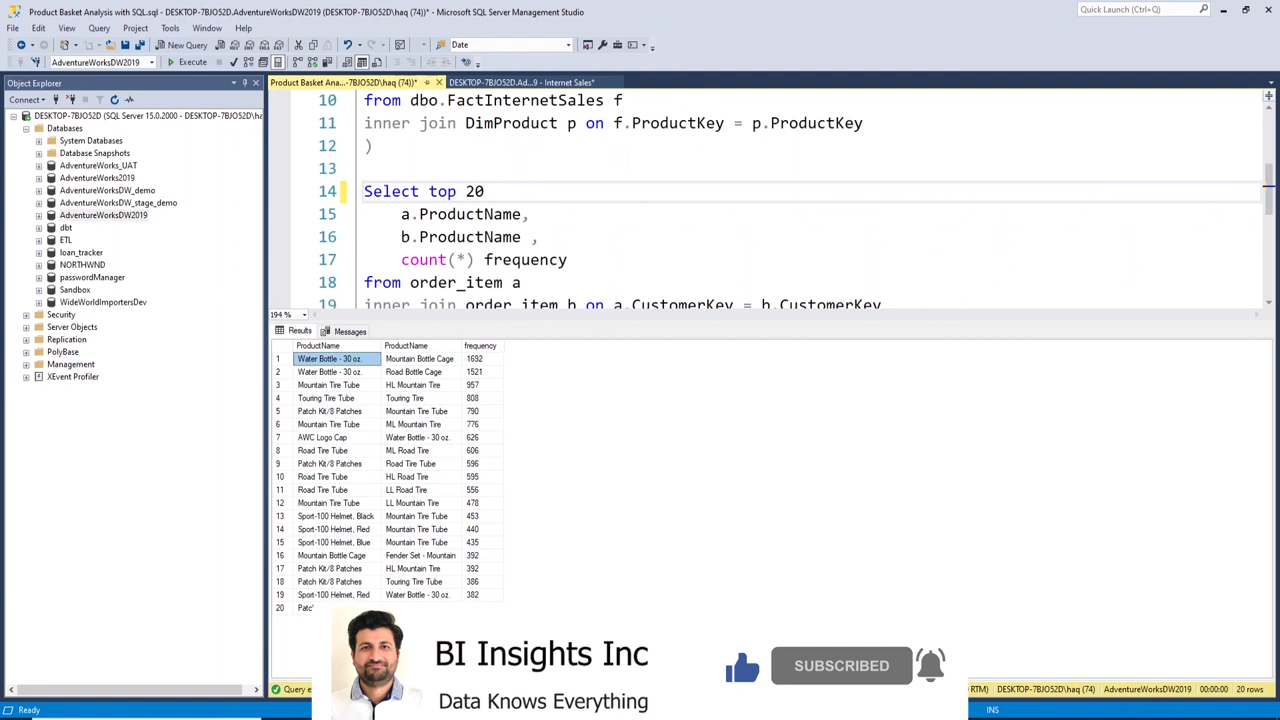 Product Basket Analysis with SQL.sql - DESKTOP-7BJO52D.AdventureWorksDW2019 (DESKTOP-7BJO52D\haq (74))* - Microsoft SQL Server Management Studio
Quick Launch (Ctrl+Q)
File Edit View Query Project Tools Window Help
New Query Date
AdventureWorksDW2019 Execute
Object Explorer
Product Basket Ana...-7BJO52D\haq (74))* DESKTOP-7BJO52D.Ad...9 - Internet Sales*
Connect
DESKTOP-7BJO52D (SQL Server 15.0.2000 - DESKTOP-7BJO52D\ha
Databases
System Databases
Database Snapshots
AdventureWorks_UAT
AdventureWorks2019
AdventureWorksDW_demo
AdventureWorksDW_stage_demo
AdventureWorksDW2019
dbt
ETL
loan_tracker
NORTHWND
passwordManager
Sandbox
WideWorldImportersDev
Security
Server Objects
Replication
PolyBase
Management
XEvent Profiler
10 from dbo.FactInternetSales f
11 inner join DimProduct p on f.ProductKey = p.ProductKey
12 )
13
14 Select top 20
15 a.ProductName,
16 b.ProductName ,
17 count(*) frequency
18 from order_item a
19 inner join order_item b on a.CustomerKey = b.CustomerKey
194 %
Results Messages
ProductName ProductName frequency
1 Water Bottle - 30 oz. Mountain Bottle Cage 1692
2 Water Bottle - 30 oz. Road Bottle Cage 1521
3 Mountain Tire Tube HL Mountain Tire 957
4 Touring Tire Tube Touring Tire 808
5 Patch Kit/8 Patches Mountain Tire Tube 790
6 Mountain Tire Tube ML Mountain Tire 776
7 AWC Logo Cap Water Bottle - 30 oz. 626
8 Road Tire Tube ML Road Tire 606
9 Patch Kit/8 Patches Road Tire Tube 596
10 Road Tire Tube HL Road Tire 595
11 Road Tire Tube LL Road Tire 556
12 Mountain Tire Tube LL Mountain Tire 478
13 Sport-100 Helmet, Black Mountain Tire Tube 453
14 Sport-100 Helmet, Red Mountain Tire Tube 440
15 Sport-100 Helmet, Blue Mountain Tire Tube 435
16 Mountain Bottle Cage Fender Set - Mountain 392
17 Patch Kit/8 Patches HL Mountain Tire 392
18 Patch Kit/8 Patches Touring Tire Tube 386
19 Sport-100 Helmet, Red Water Bottle - 30 oz. 382
20 Patc
BI Insights Inc
SUBSCRIBED
Data Knows Everything
Query e RTM) DESKTOP-7BJO52D\haq (74) AdventureWorksDW2019 00:00:00 20 rows
Ready INS